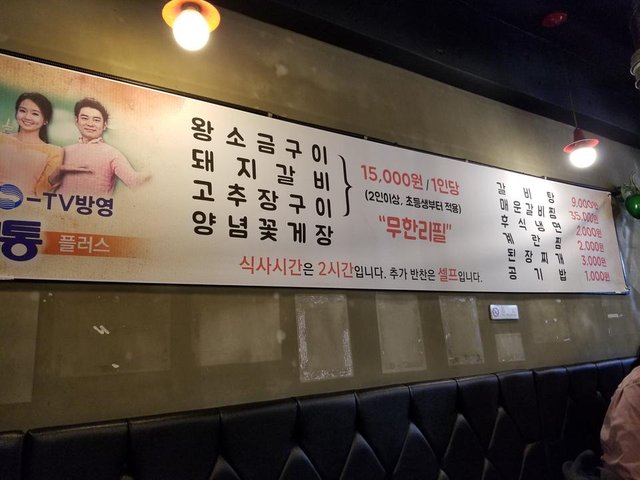 -TV방영
통
플러스
왕소금구이
돼지갈비
고추장구이
양념꽃게장
15,000원/1인당
(2인이상, 초등생부터 적용)
"무한리필"
식사시간은 2시간입니다. 추가 반찬은 셀프입니다.
갈비탕 9,000원
매운갈비찜 35,000원
후식냉면 2,000원
계란찜 2,000원
된장찌개 3,000원
공기밥 1,000원